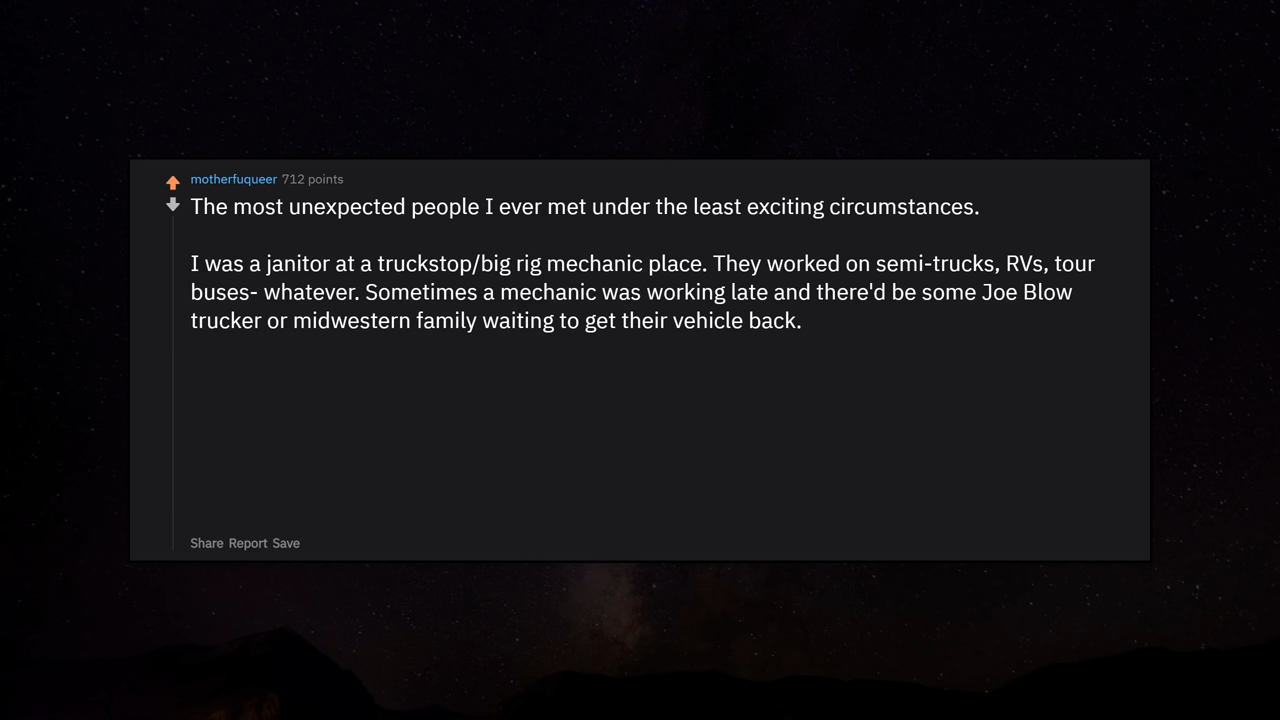 motherfuqueer 712 points
The most unexpected people I ever met under the least exciting circumstances.
I was a janitor at a truckstop/big rig mechanic place. They worked on semi-trucks, RVs, tour
buses- whatever. Sometimes a mechanic was working late and there'd be some Joe Blow
trucker or midwestern family waiting to get their vehicle back.
Share Report Save